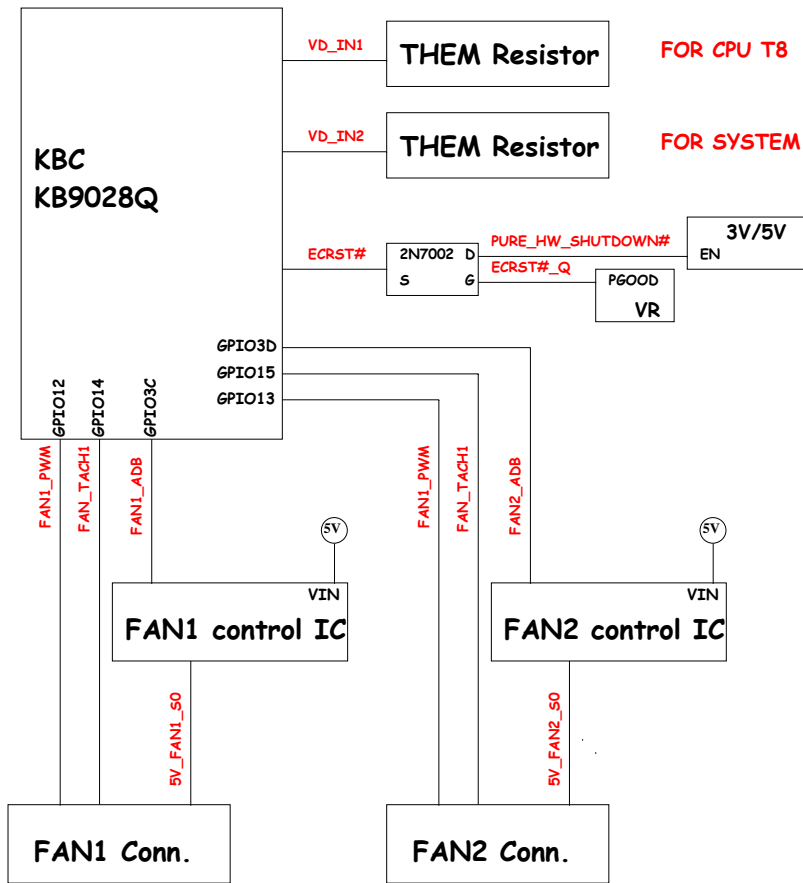 VD_IN1
THEM Resistor
FOR CPU T8
VD_IN2
THEM Resistor
FOR SYSTEM
KBC
KB9028Q
ECRST#
2N7002 D
S G
PURE_HW_SHUTDOWN#
ECRST#_Q
3V/5V
EN
PGOOD
VR
GPIO3D
GPIO15
GPIO13
GPIO12
GPIO14
GPIO3C
FAN1_PWM
FAN_TACH1
FAN1_ADB
FAN1_PWM
FAN_TACH1
FAN2_ADB
5V
VIN
FAN1 control IC
5V
VIN
FAN2 control IC
5V_FAN1_S0
5V_FAN2_S0
FAN1 Conn.
FAN2 Conn.